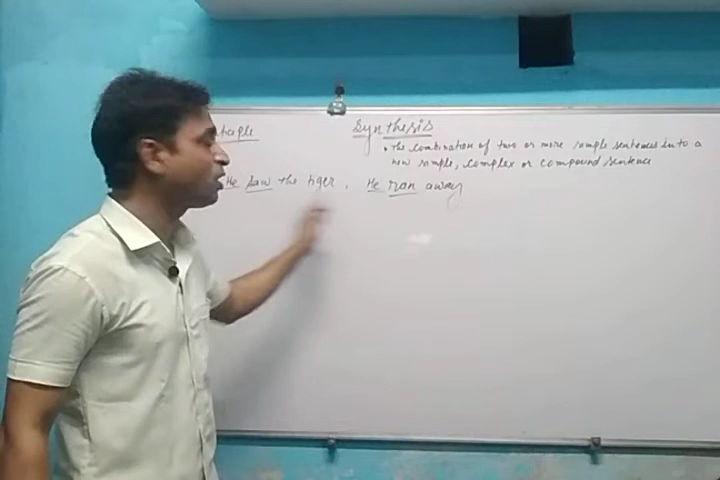 Synthesis
• The combination of two or more simple sentences into a
new simple, complex or compound sentence
He saw the tiger. He ran away